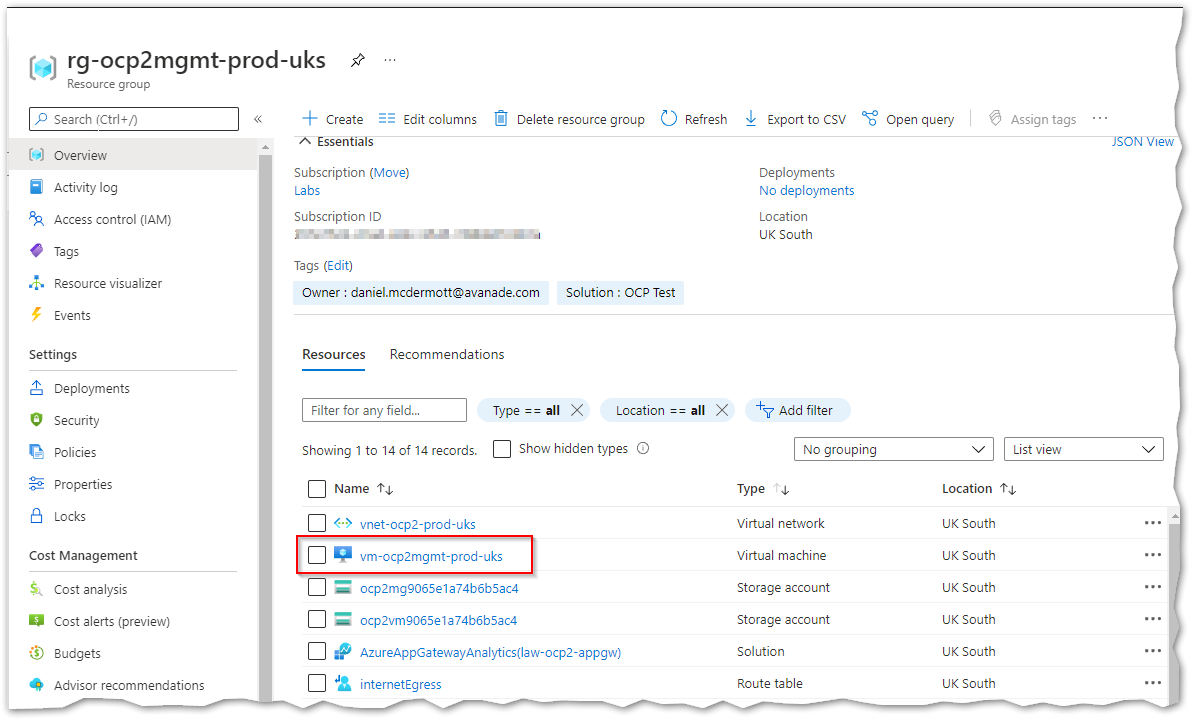 rg-ocp2mgmt-prod-uks
Resource group
Search (Ctrl+/)
Overview
Activity log
Access control (IAM)
Tags
Resource visualizer
Events
Settings
Deployments
Security
Policies
Properties
Locks
Cost Management
Cost analysis
Cost alerts (preview)
Budgets
Advisor recommendations
Create Edit columns Delete resource group Refresh Export to CSV Open query Assign tags
Essentials JSON View
Subscription (Move)
Labs
Subscription ID
Deployments
No deployments
Location
UK South
Tags (Edit)
Owner : daniel.mcdermott@avanade.com Solution : OCP Test
Resources Recommendations
Filter for any field... Type == all Location == all Add filter
Showing 1 to 14 of 14 records. Show hidden types No grouping List view
Name Type Location
vnet-ocp2-prod-uks Virtual network UK South
vm-ocp2mgmt-prod-uks Virtual machine UK South
ocp2mg9065e1a74b6b5ac4 Storage account UK South
ocp2vm9065e1a74b6b5ac4 Storage account UK South
AzureAppGatewayAnalytics(law-ocp2-appgw) Solution UK South
internetEgress Route table UK South